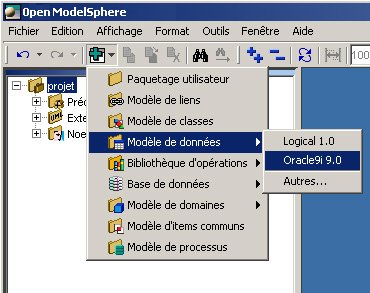 Open ModelSphere
Fichier Edition Affichage Format Outils Fenêtre Aide
100
projet
Préd
Exte
Noe
Paquetage utilisateur
Modèle de liens
Modèle de classes
Modèle de données
Bibliothèque d'opérations
Base de données
Modèle de domaines
Modèle d'items communs
Modèle de processus
Logical 1.0
Oracle9i 9.0
Autres...